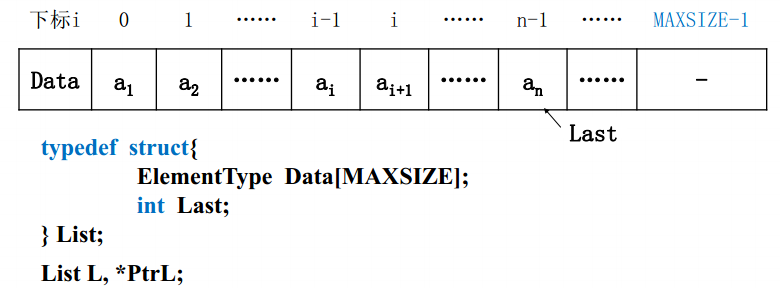 下标i 0 1 …… i-1 i …… n-1 …… MAXSIZE-1
Data a1 a2 …… ai ai+1 …… an …… -
Last
typedef struct{
ElementType Data[MAXSIZE];
int Last;
} List;
List L, *PtrL;